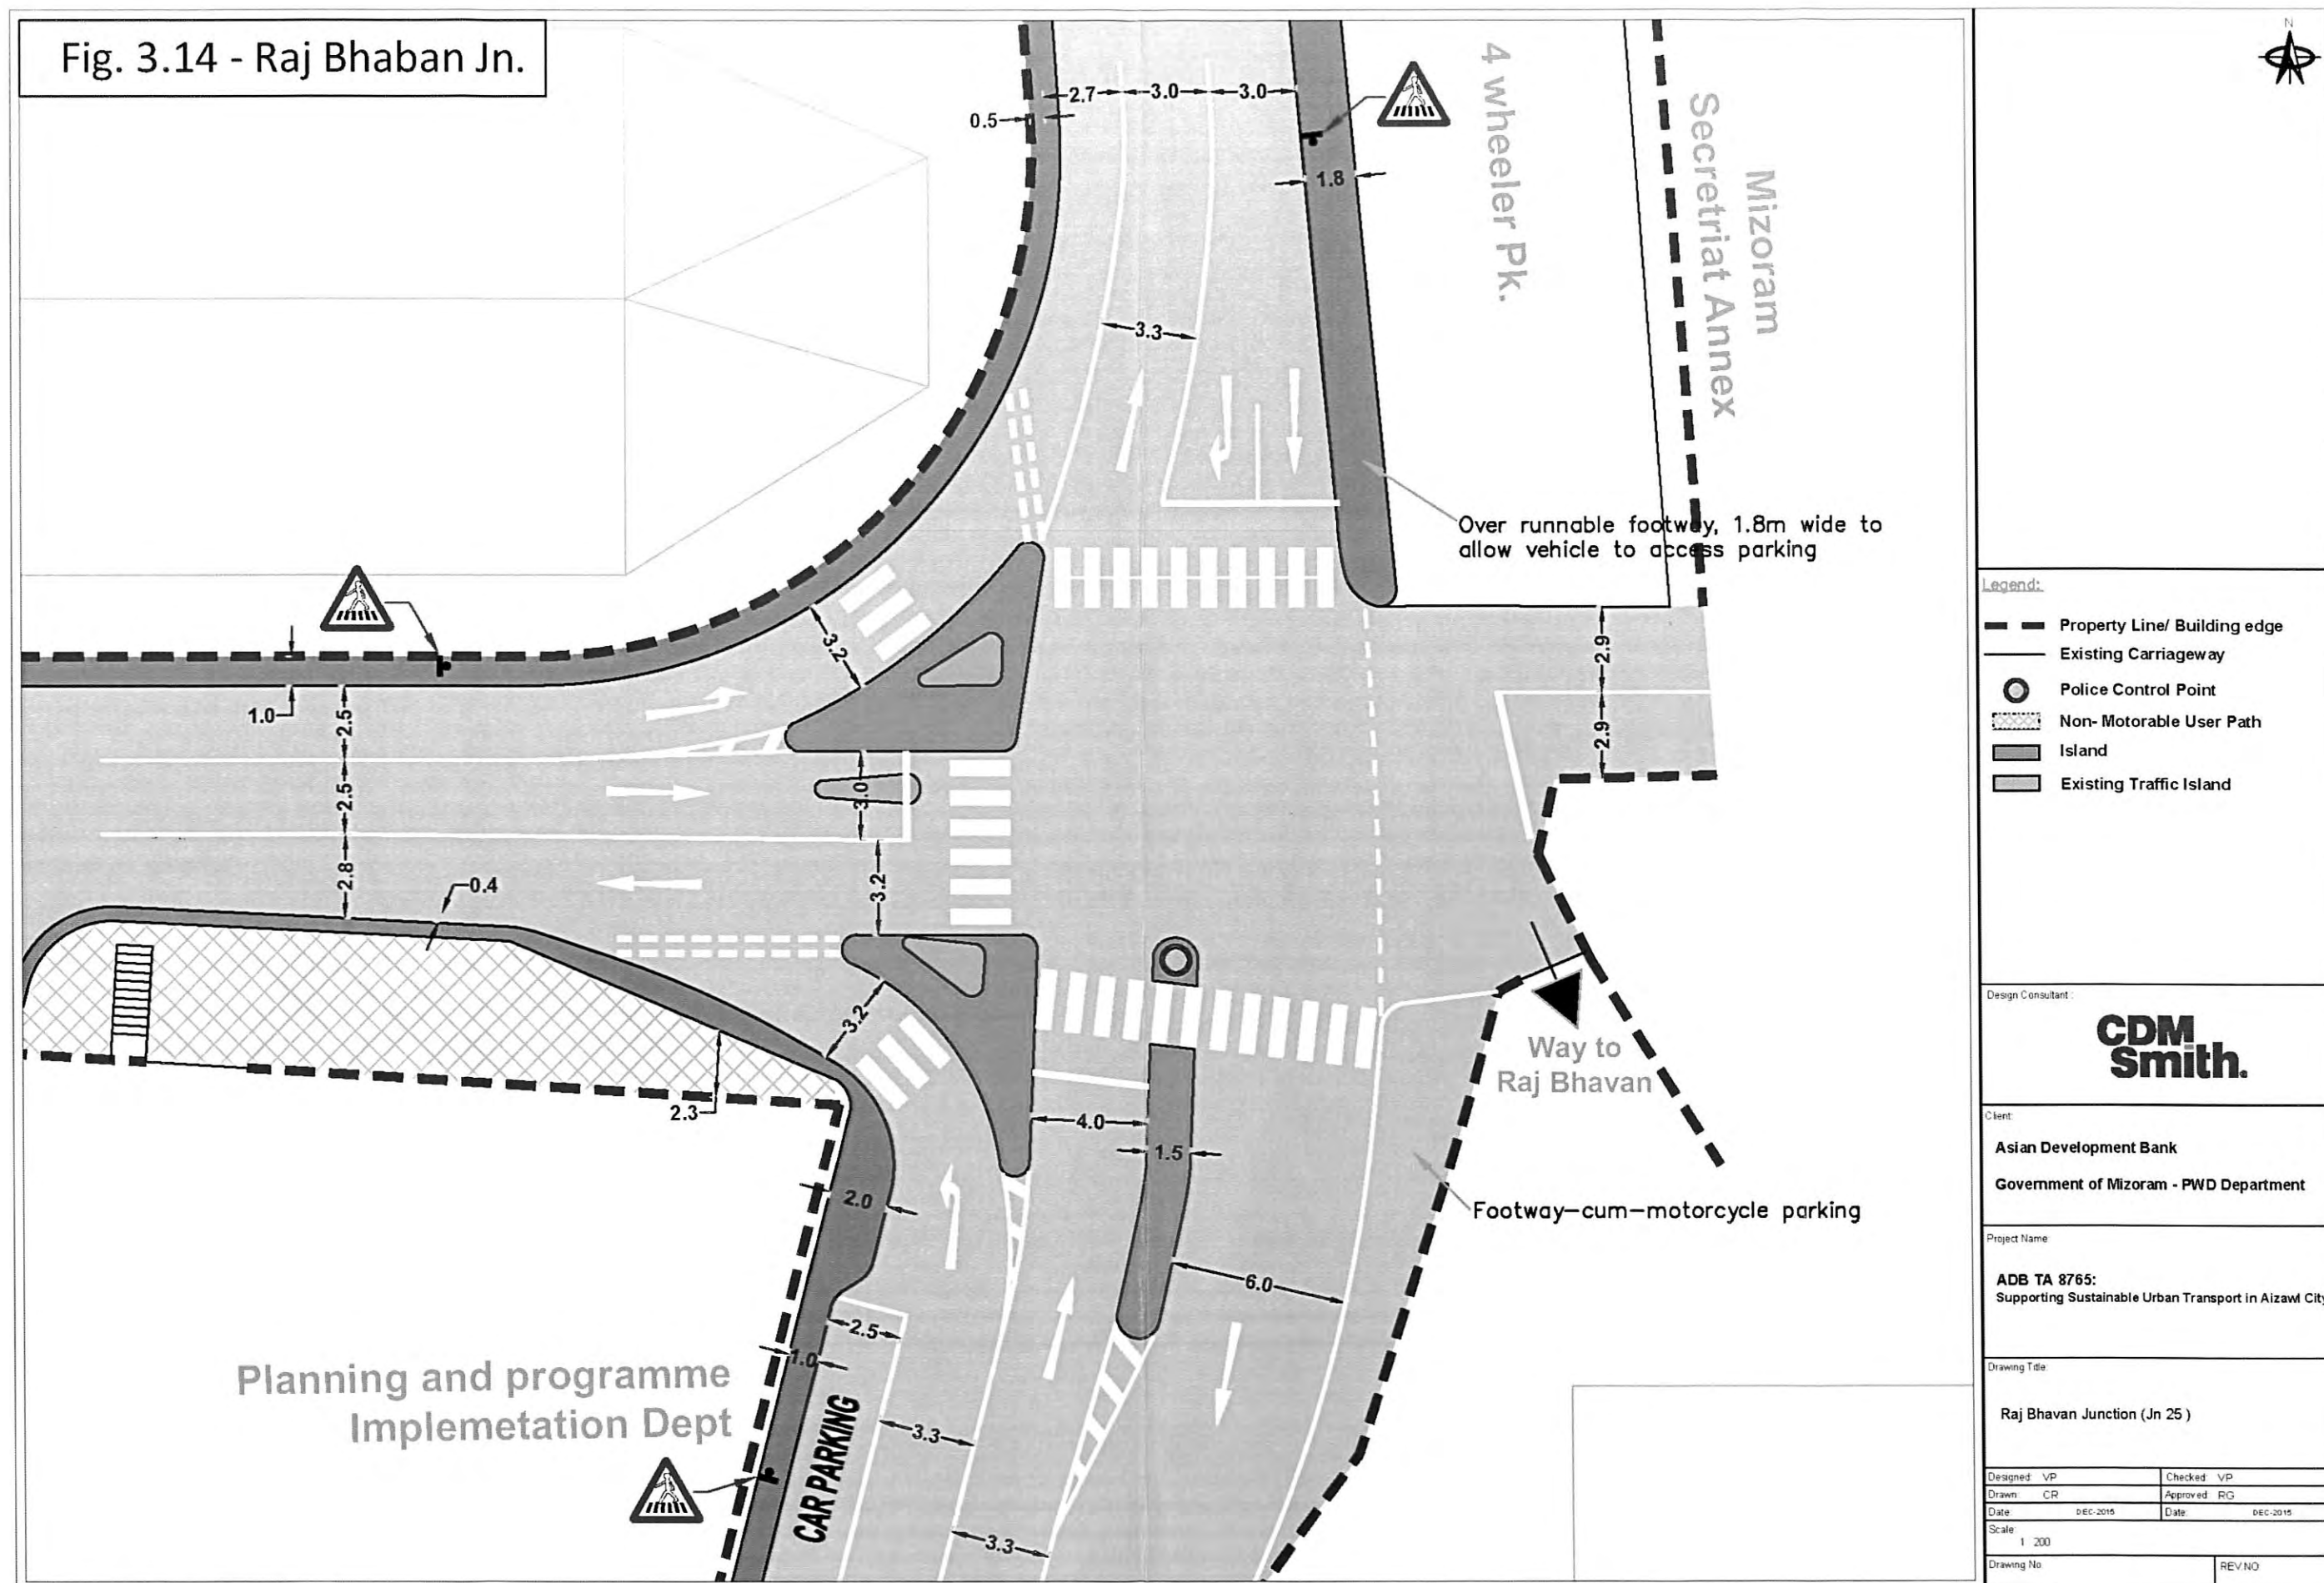 Fig. 3.14 - Raj Bhaban Jn.
N
2.7
3.0
3.0
0.5
1.8
4 wheeler Pk.
Mizoram
Secretriat Annex
3.3
Over runnable footway, 1.8m wide to
allow vehicle to access parking
3.2
2.9
2.9
1.0
2.5
2.5
2.8
3.0
3.2
0.4
3.2
2.3
Way to
Raj Bhavan
4.0
1.5
2.0
Footway-cum-motorcycle parking
6.0
2.5
1.0
Planning and programme
Implemetation Dept
CAR PARKING
3.3
3.3
Legend:
Property Line/ Building edge
Existing Carriageway
Police Control Point
Non- Motorable User Path
Island
Existing Traffic Island
Design Consultant :
CDM
Smith.
Client:
Asian Development Bank
Government of Mizoram - PWD Department
Project Name
ADB TA 8765:
Supporting Sustainable Urban Transport in Aizawl City
Drawing Title:
Raj Bhavan Junction (Jn 25 )
Designed: VP Checked: VP
Drawn: CR Approved: RG
Date: DEC-2015 Date: DEC-2015
Scale
1 200
Drawing No REV.NO